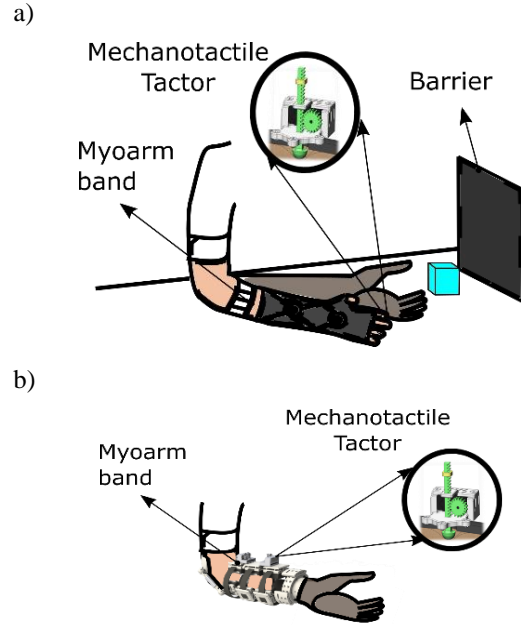 a)
Mechanotactile
Tactor
Barrier
Myoarm
band
b)
Mechanotactile
Tactor
Myoarm
band